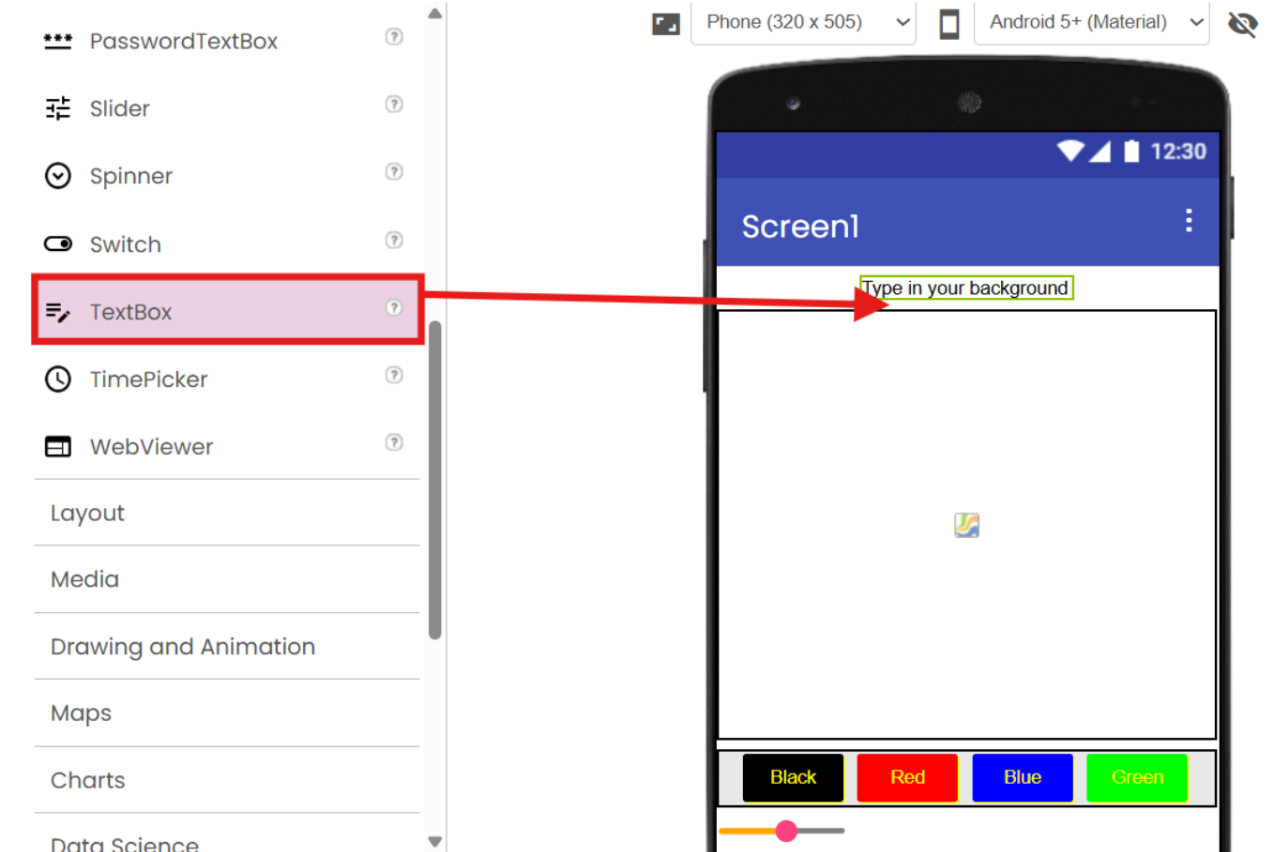 PasswordTextBox ?
Slider ?
Spinner ?
Switch ?
TextBox ?
TimePicker ?
WebViewer ?
Layout
Media
Drawing and Animation
Maps
Charts
Data Science
Phone (320 x 505)
Android 5+ (Material)
12:30
Screen1
Type in your background
Black Red Blue Green